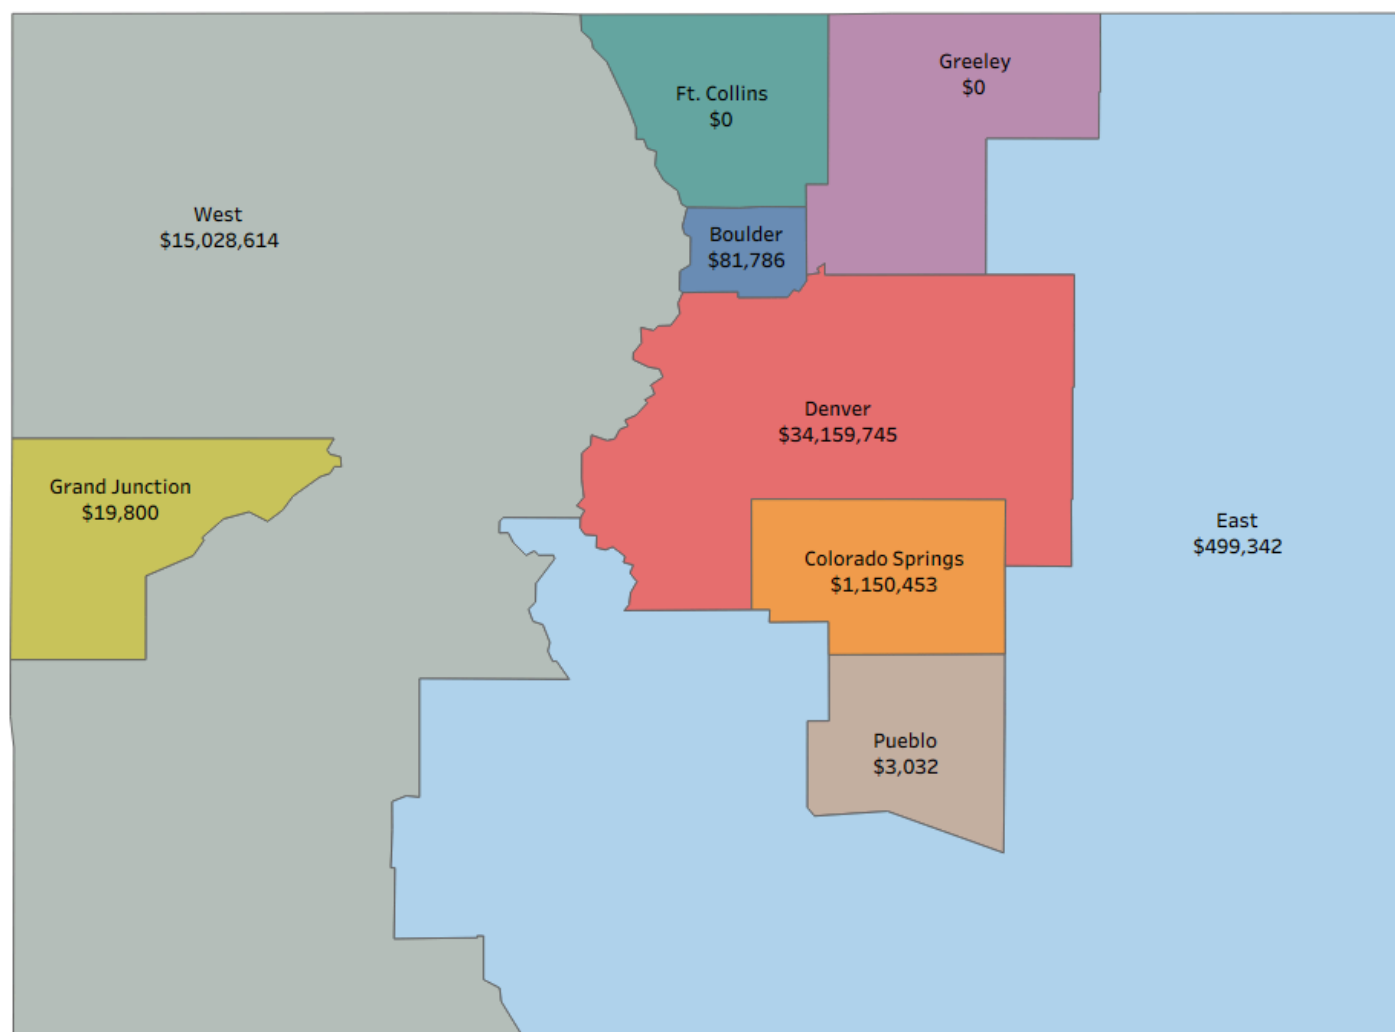 Greeley
$0
Ft. Collins
$0
West
$15,028,614
Boulder
$81,786
Denver
$34,159,745
Grand Junction
$19,800
East
$499,342
Colorado Springs
$1,150,453
Pueblo
$3,032